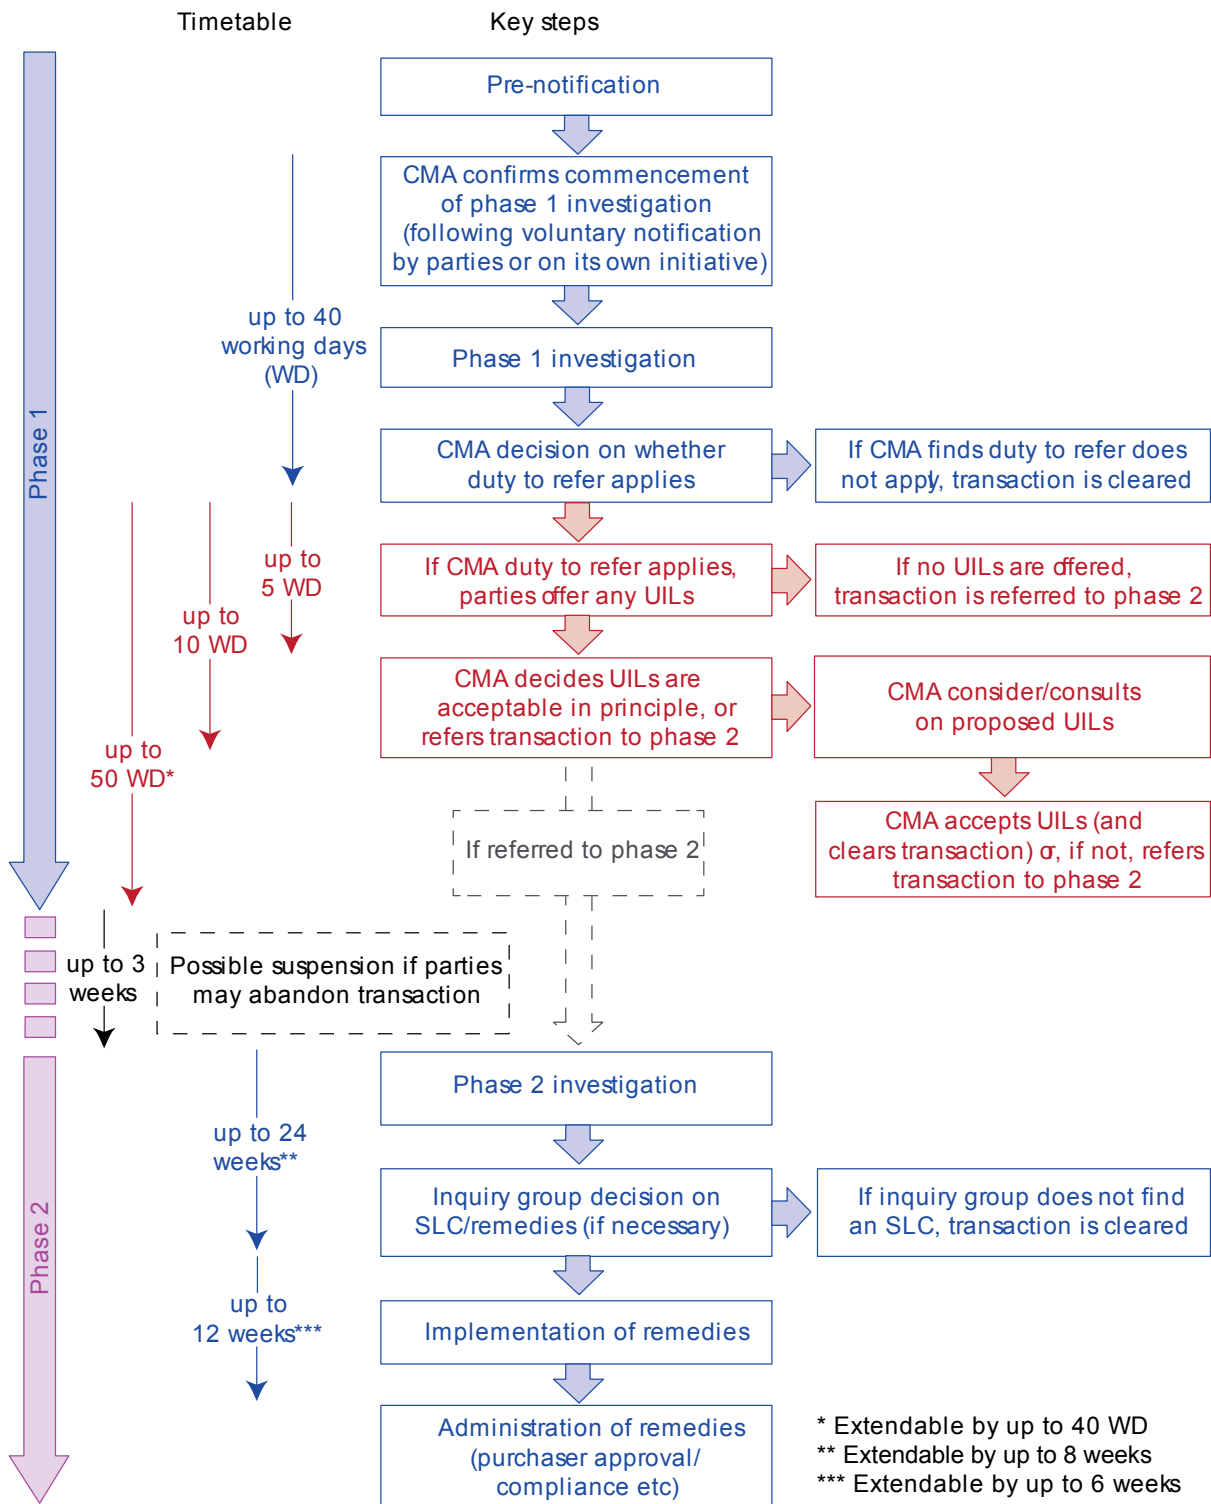 Timetable
Key steps
Pre-notification
CMA confirms commencement
of phase 1 investigation
(following voluntary notification
by parties or on its own initiative)
up to 40
working days
(WD)
Phase 1 investigation
Phase 1
CMA decision on whether
duty to refer applies
If CMA finds duty to refer does
not apply, transaction is cleared
up to
5 WD
up to
10 WD
up to
50 WD*
If CMA duty to refer applies,
parties offer any UILs
If no UILs are offered,
transaction is referred to phase 2
CMA decides UILs are
acceptable in principle, or
refers transaction to phase 2
CMA consider/consults
on proposed UILs
CMA accepts UILs (and
clears transaction) or, if not, refers
transaction to phase 2
If referred to phase 2
up to 3
weeks
Possible suspension if parties
may abandon transaction
Phase 2 investigation
up to 24
weeks**
Inquiry group decision on
SLC/remedies (if necessary)
If inquiry group does not find
an SLC, transaction is cleared
Phase 2
up to
12 weeks***
Implementation of remedies
Administration of remedies
(purchaser approval/
compliance etc)
* Extendable by up to 40 WD
** Extendable by up to 8 weeks
*** Extendable by up to 6 weeks